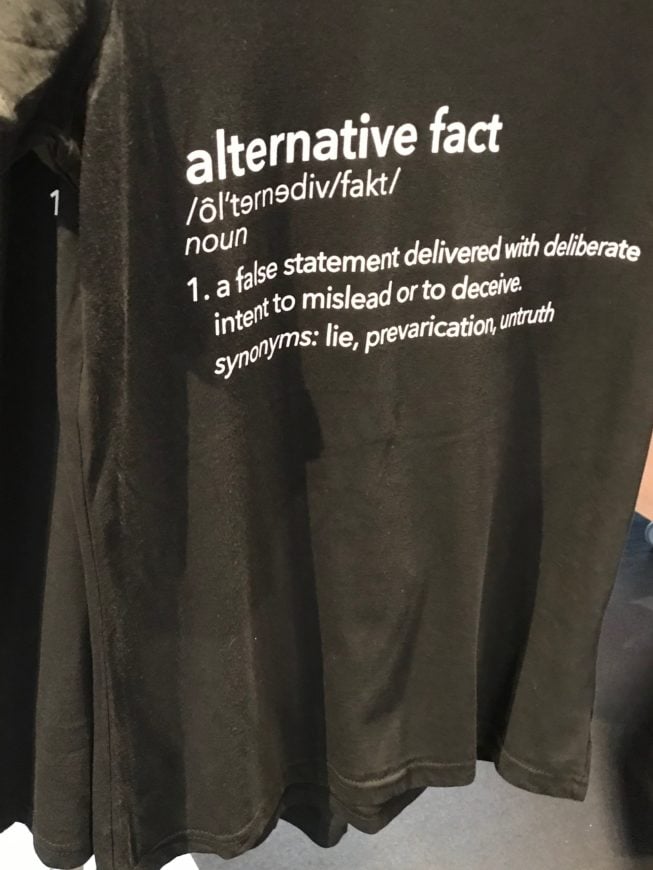 alternative fact
/ôl'tərnədiv/fakt/
noun
1. a false statement delivered with deliberate
intent to mislead or to deceive.
synonyms: lie, prevarication, untruth
1